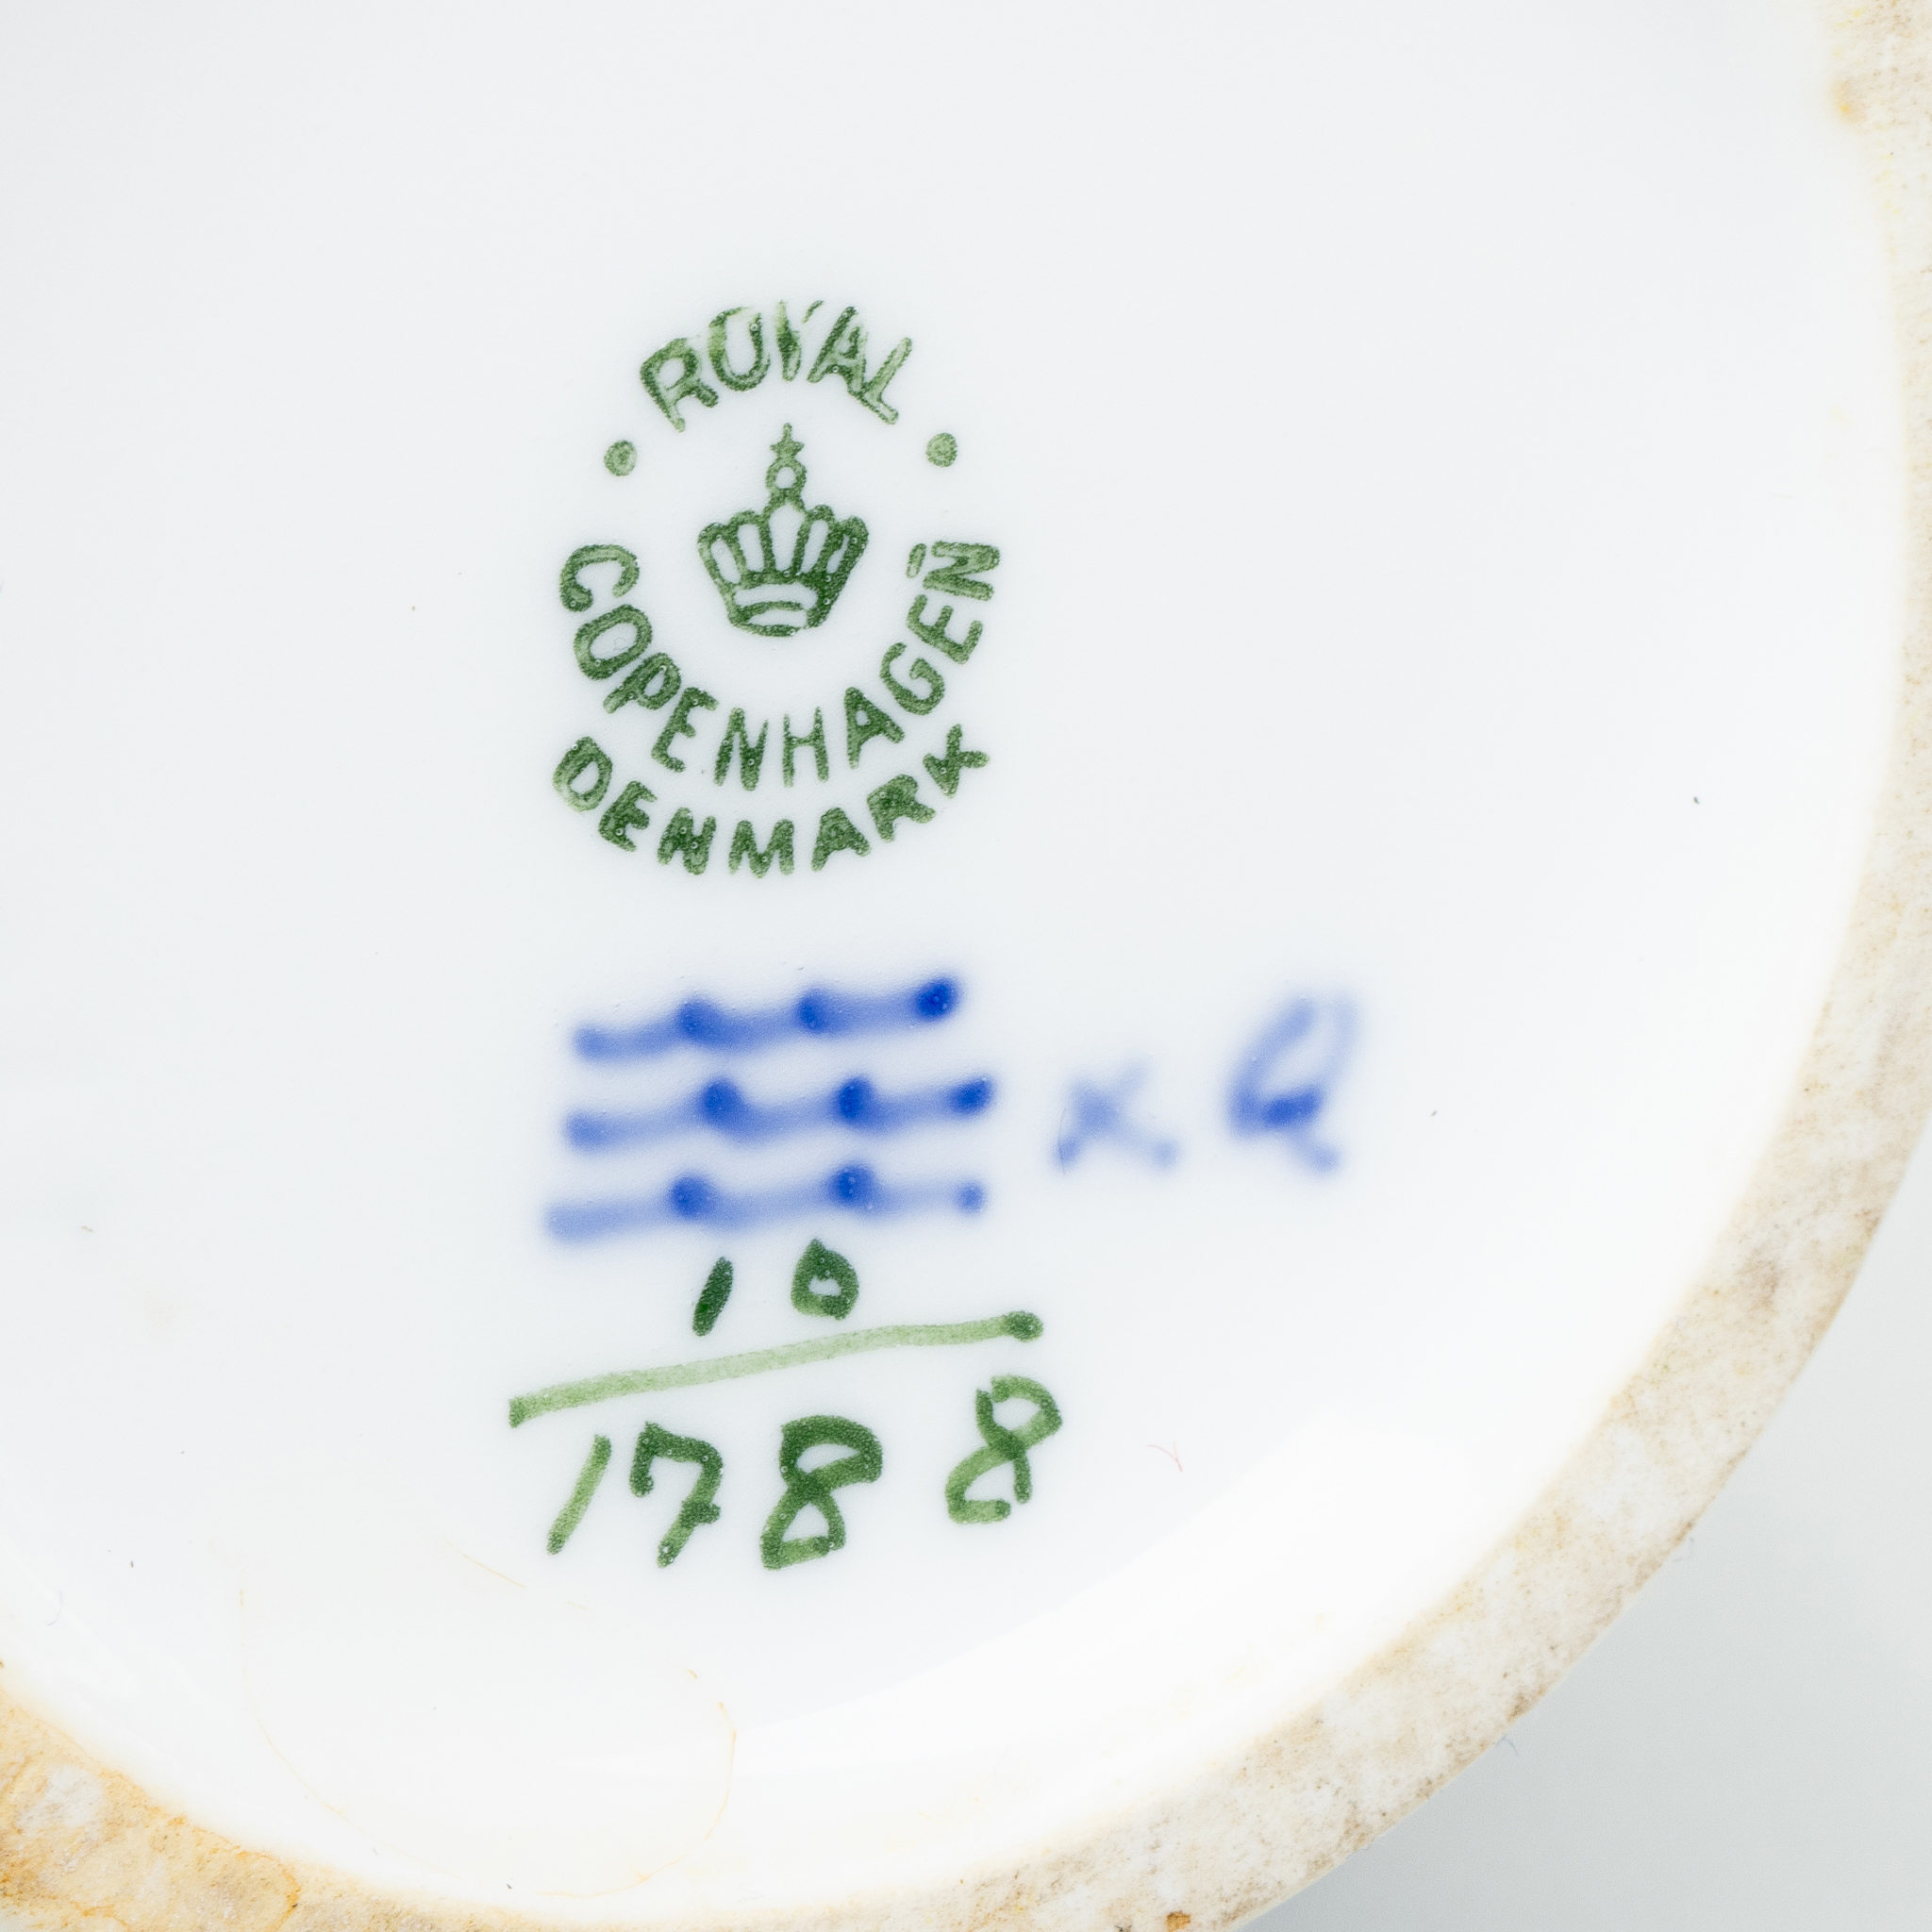 ROYAL
COPENHAGEN
DENMARK
x Q
10
1788